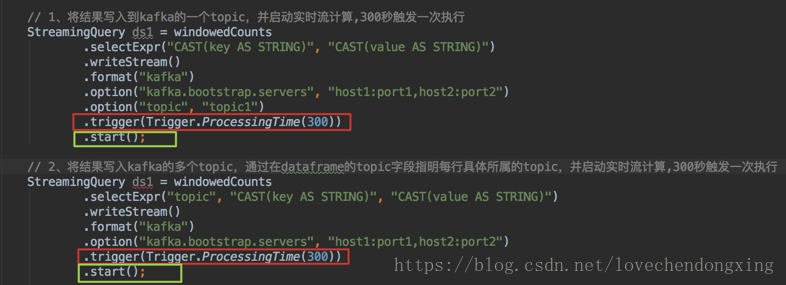 // 1、将结果写入到kafka的一个topic，并启动实时流计算,300秒触发一次执行
StreamingQuery ds1 = windowedCounts
.selectExpr("CAST(key AS STRING)", "CAST(value AS STRING)")
.writeStream()
.format("kafka")
.option("kafka.bootstrap.servers", "host1:port1,host2:port2")
.option("topic", "topic1")
.trigger(Trigger.ProcessingTime(300))
.start();
// 2、将结果写入kafka的多个topic，通过在dataframe的topic字段指明每行具体所属的topic，并启动实时流计算,300秒触发一次执行
StreamingQuery ds1 = windowedCounts
.selectExpr("topic", "CAST(key AS STRING)", "CAST(value AS STRING)")
.writeStream()
.format("kafka")
.option("kafka.bootstrap.servers", "host1:port1,host2:port2")
.trigger(Trigger.ProcessingTime(300))
.start();
https://blog.csdn.net/lovechendongxing